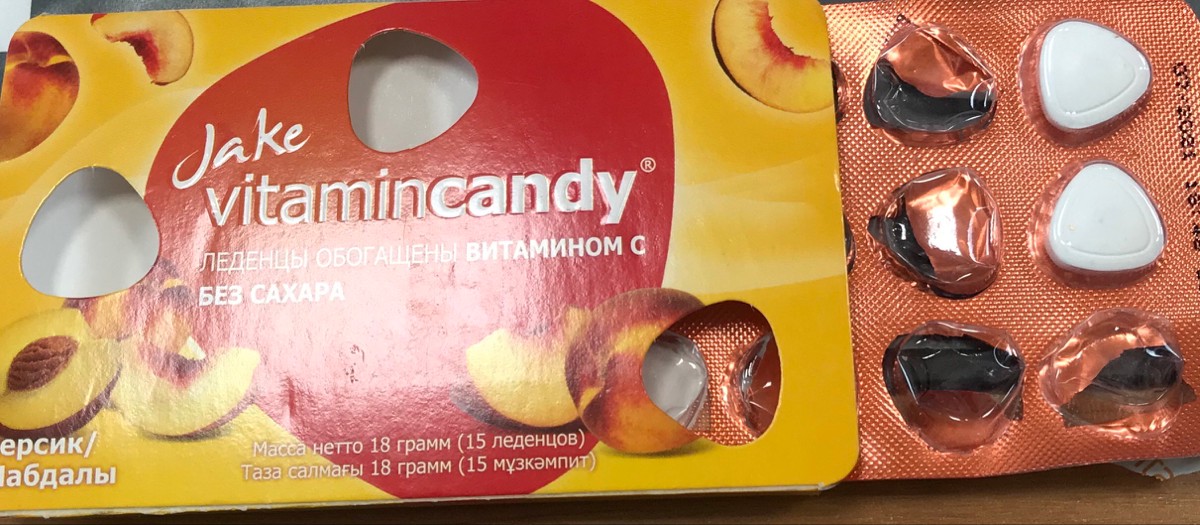 Jake
vitamincandy®
ЛЕДЕНЦЫ ОБОГАЩЕНЫ ВИТАМИНОМ С
БЕЗ САХАРА
ерсик/
Шабдалы
Масса нетто 18 грамм (15 леденцов)
Таза салмағы 18 грамм (15 мұзкәмпит)